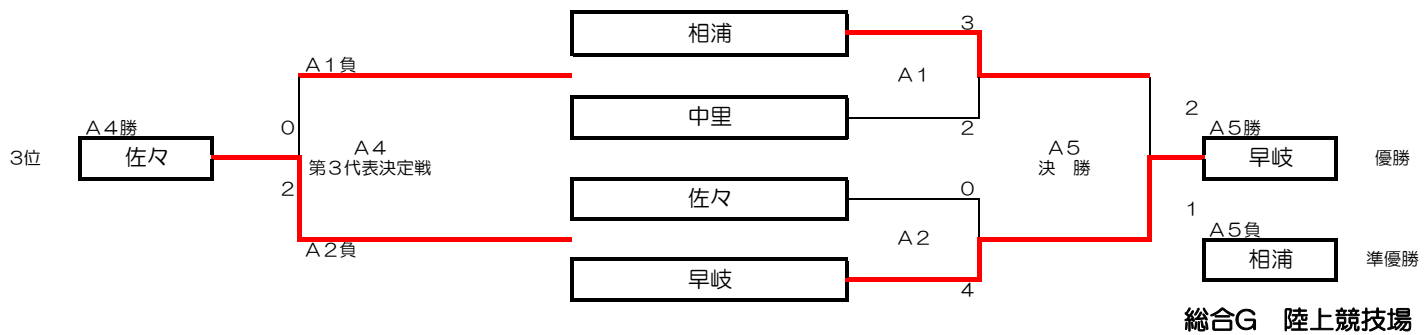 相浦
3
A1負
A1
A4勝
0
中里
2
2
A5勝
3位
佐々
A4
第3代表決定戦
A5
決 勝
早岐
優勝
2
佐々
0
1
A2負
A2
A5負
相浦
準優勝
早岐
4
総合G 陸上競技場